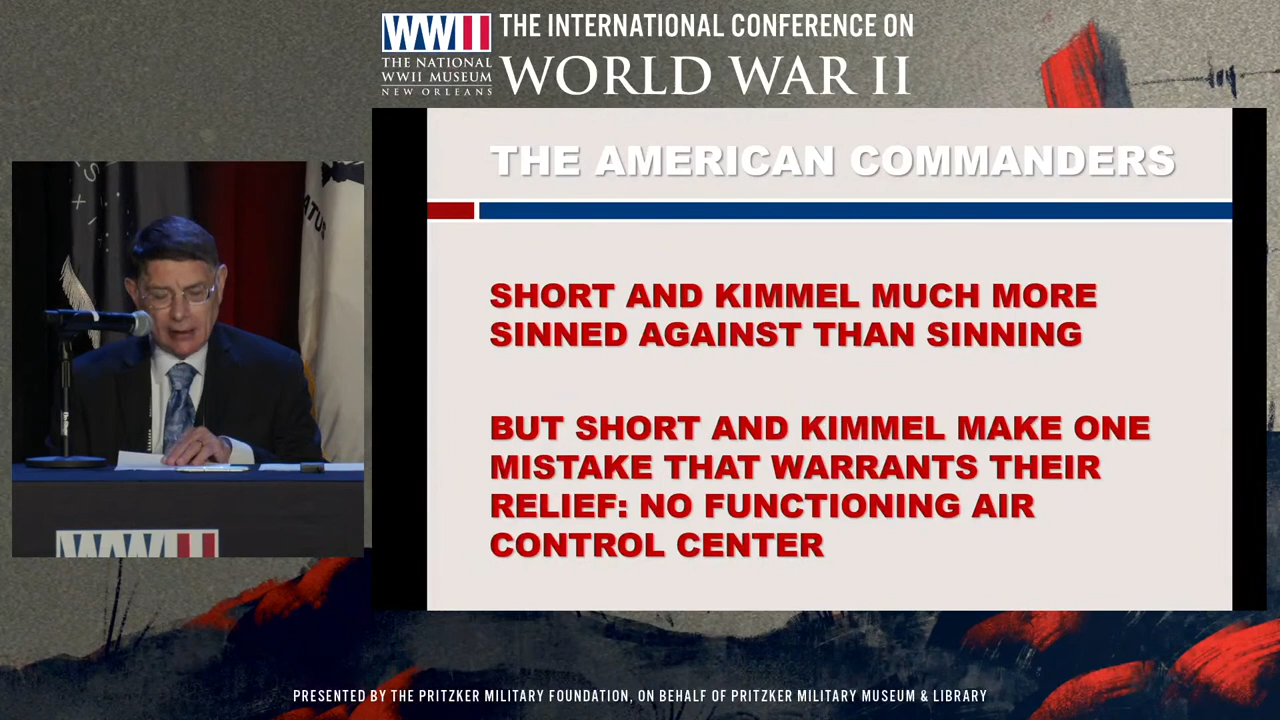 WWII
THE NATIONAL
WWII MUSEUM
NEW ORLEANS
THE INTERNATIONAL CONFERENCE ON
WORLD WAR II
THE AMERICAN COMMANDERS
SHORT AND KIMMEL MUCH MORE
SINNED AGAINST THAN SINNING
BUT SHORT AND KIMMEL MAKE ONE
MISTAKE THAT WARRANTS THEIR
RELIEF: NO FUNCTIONING AIR
CONTROL CENTER
WWII
PRESENTED BY THE PRITZKER MILITARY FOUNDATION, ON BEHALF OF PRITZKER MILITARY MUSEUM & LIBRARY